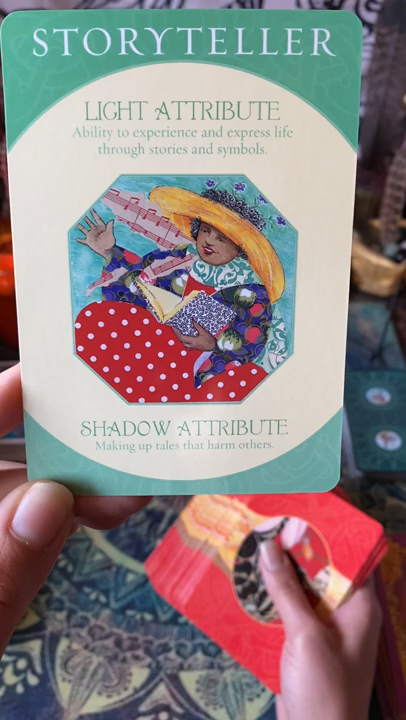 STORYTELLER
LIGHT ATTRIBUTE
Ability to experience and express life
through stories and symbols.
SHADOW ATTRIBUTE
Making up tales that harm others.